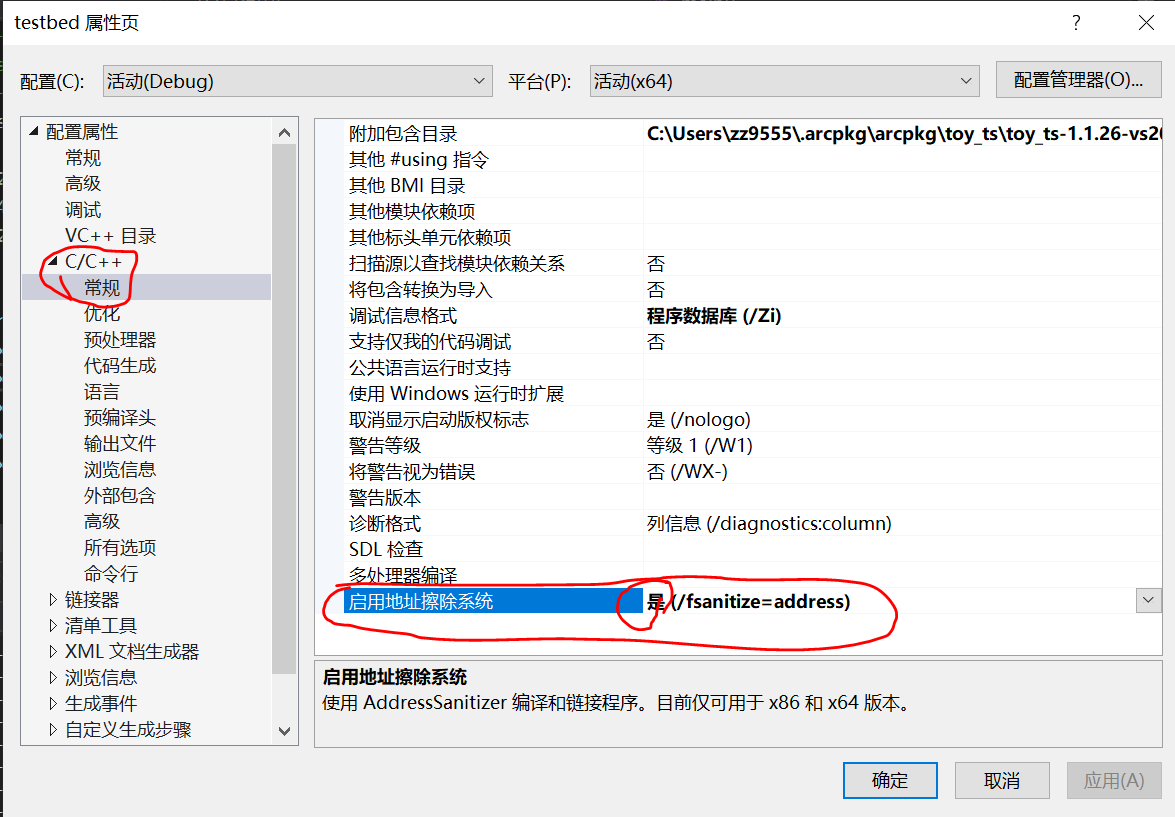 testbed 属性页
?
配置(C):
活动(Debug)
平台(P):
活动(x64)
配置管理器(O)...
配置属性
常规
高级
调试
VC++ 目录
C/C++
常规
优化
预处理器
代码生成
语言
预编译头
输出文件
浏览信息
外部包含
高级
所有选项
命令行
链接器
清单工具
XML 文档生成器
浏览信息
生成事件
自定义生成步骤
附加包含目录 C:\Users\zz9555\.arcpkg\arcpkg\toy_ts\toy_ts-1.1.26-vs20
其他 #using 指令
其他 BMI 目录
其他模块依赖项
其他标头单元依赖项
扫描源以查找模块依赖关系 否
将包含转换为导入 否
调试信息格式 程序数据库 (/Zi)
支持仅我的代码调试 否
公共语言运行时支持
使用 Windows 运行时扩展
取消显示启动版权标志 是 (/nologo)
警告等级 等级 1 (/W1)
将警告视为错误 否 (/WX-)
警告版本
诊断格式 列信息 (/diagnostics:column)
SDL 检查
多处理器编译
启用地址擦除系统 是 (/fsanitize=address)
启用地址擦除系统
使用 AddressSanitizer 编译和链接程序。目前仅可用于 x86 和 x64 版本。
确定
取消
应用(A)